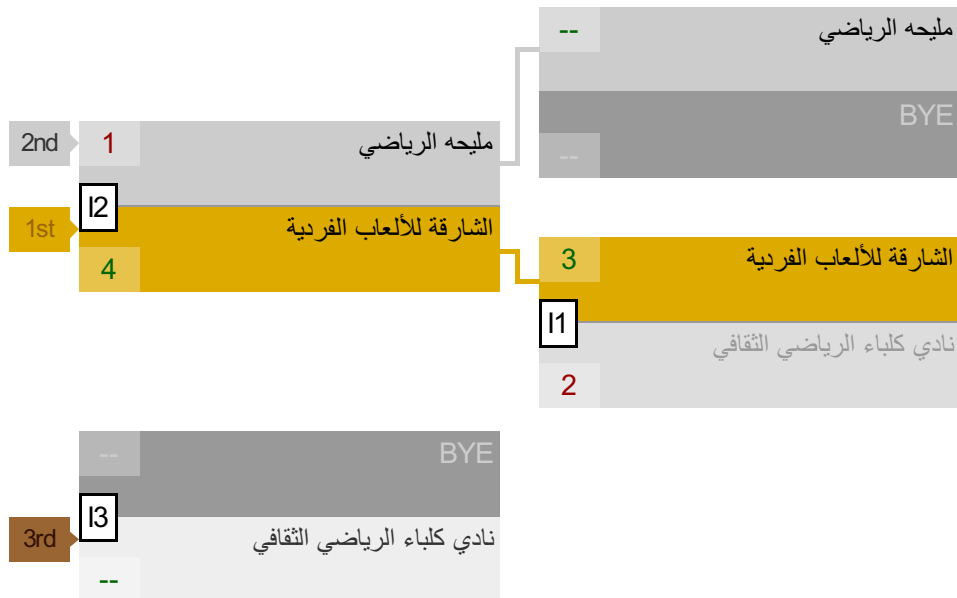 -- مليحه الرياضي
BYE
--
2nd 1 مليحه الرياضي
I2
1st الشارقة للألعاب الفردية
4
3 الشارقة للألعاب الفردية
I1
نادي كلباء الرياضي الثقافي
2
-- BYE
I3
3rd نادي كلباء الرياضي الثقافي
--